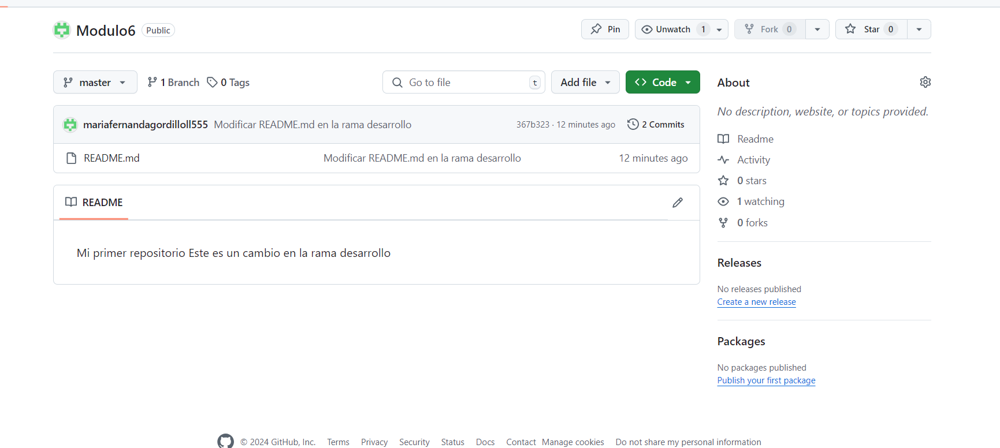 Modulo6 Public Pin Unwatch 1 Fork 0 Star 0
master 1 Branch 0 Tags Go to file t Add file Code
mariafernandagordilloll555 Modificar README.md en la rama desarrollo 367b323 · 12 minutes ago 2 Commits
README.md Modificar README.md en la rama desarrollo 12 minutes ago
README
Mi primer repositorio Este es un cambio en la rama desarrollo
About
No description, website, or topics provided.
Readme
Activity
0 stars
1 watching
0 forks
Releases
No releases published
Create a new release
Packages
No packages published
Publish your first package
© 2024 GitHub, Inc. Terms Privacy Security Status Docs Contact Manage cookies Do not share my personal information